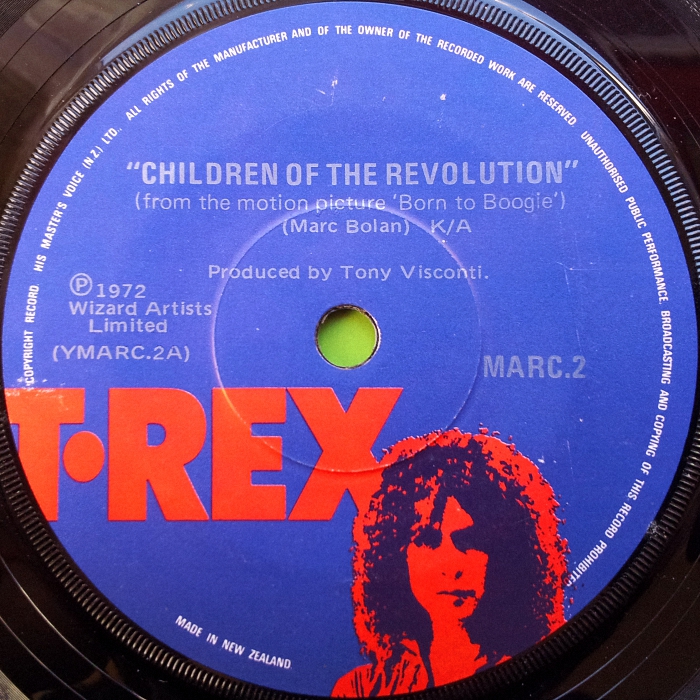 COPYRIGHT RECORD HIS MASTER'S VOICE (N.Z.) LTD., ALL RIGHTS OF THE MANUFACTURER AND OF THE OWNER OF THE RECORDED WORK ARE RESERVED UNAUTHORISED PUBLIC PERFORMANCE, BROADCASTING AND COPYING OF THIS RECORD PROHIBITED
"CHILDREN OF THE REVOLUTION"
(from the motion picture 'Born to Boogie')
(Marc Bolan) K/A
Produced by Tony Visconti.
Ⓟ 1972
Wizard Artists
Limited
(YMARC.2A)
MARC.2
T•REX
MADE IN NEW ZEALAND